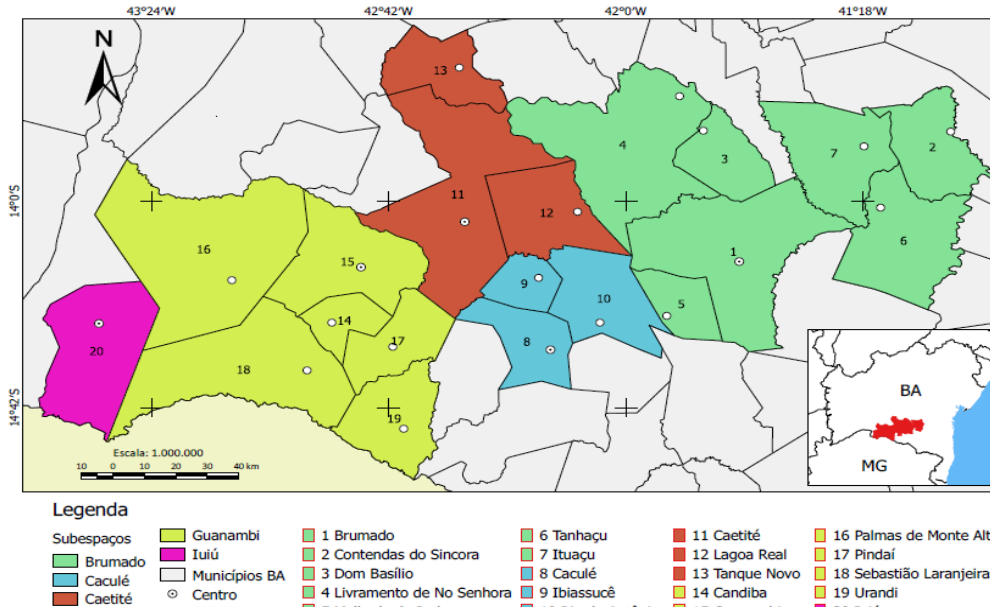 43°24'W
42°42'W
42°0'W
41°18'W
N
13
4
3
7
2
14°0'S
11
12
6
16
15
1
9
10
5
20
14
17
8
18
14°42'S
19
BA
MG
Escala: 1.000.000
10 0 10 20 30 40 km
Legenda
Subespaços
Brumado
Caculé
Caetité
Guanambi
Iuiú
Municípios BA
Centro
1 Brumado
2 Contendas do Sincora
3 Dom Basílio
4 Livramento de No Senhora
6 Tanhaçu
7 Ituaçu
8 Caculé
9 Ibiassucê
11 Caetité
12 Lagoa Real
13 Tanque Novo
14 Candiba
16 Palmas de Monte Alt
17 Pindaí
18 Sebastião Laranjeira
19 Urandi